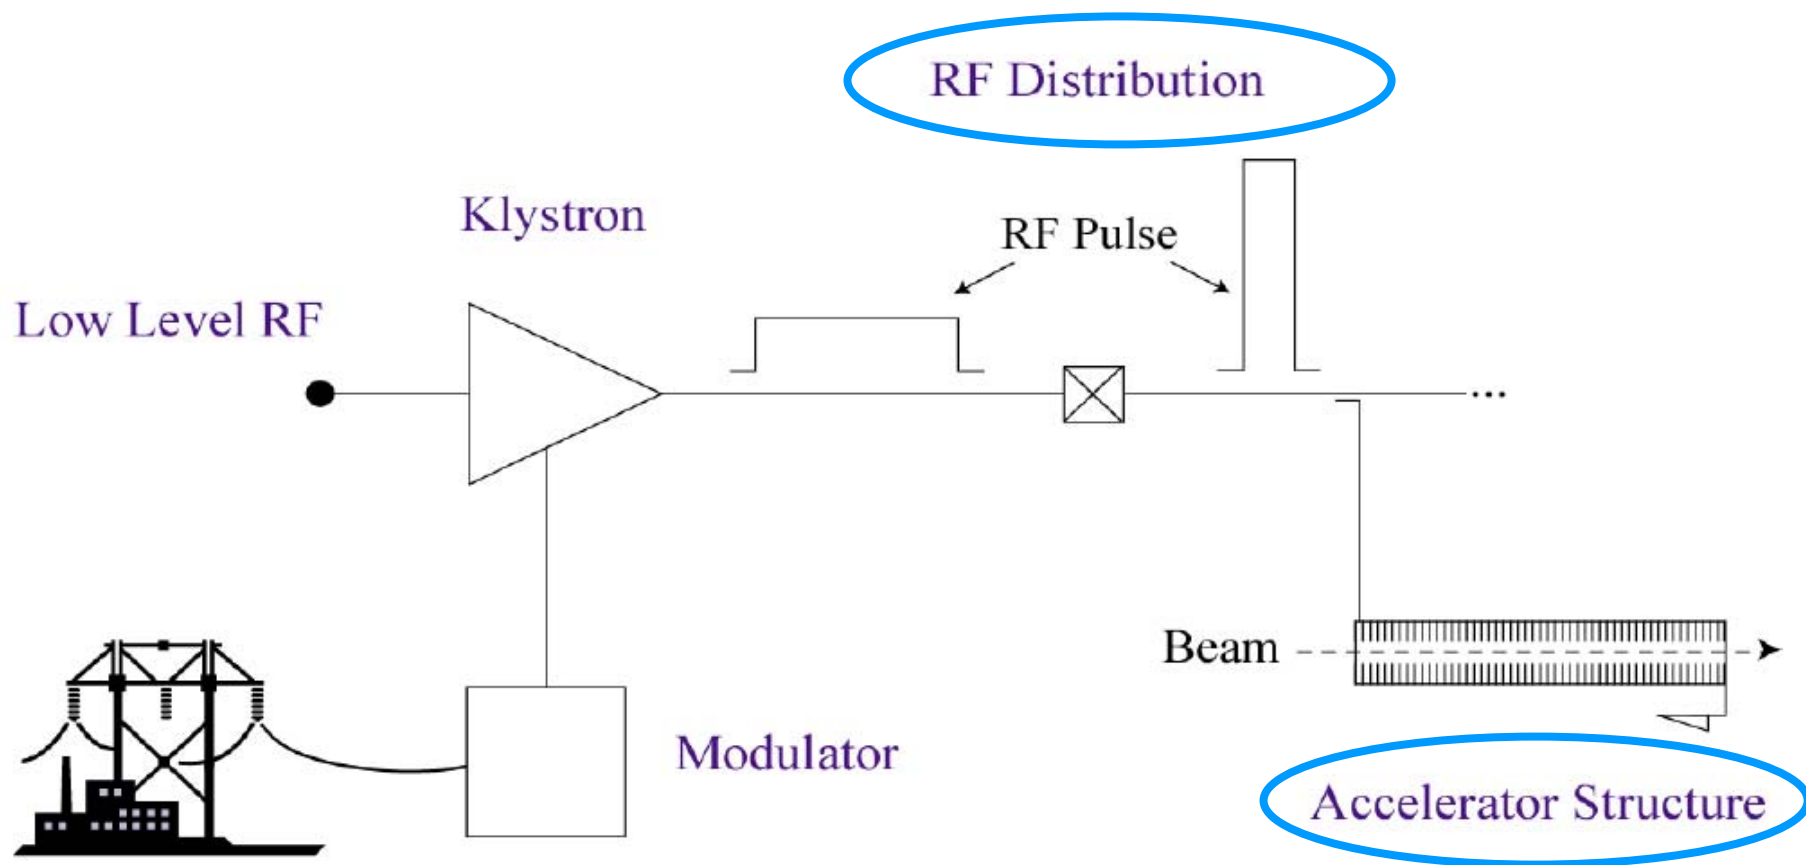 RF Distribution
Klystron
RF Pulse
Low Level RF
...
Beam
Modulator
Accelerator Structure